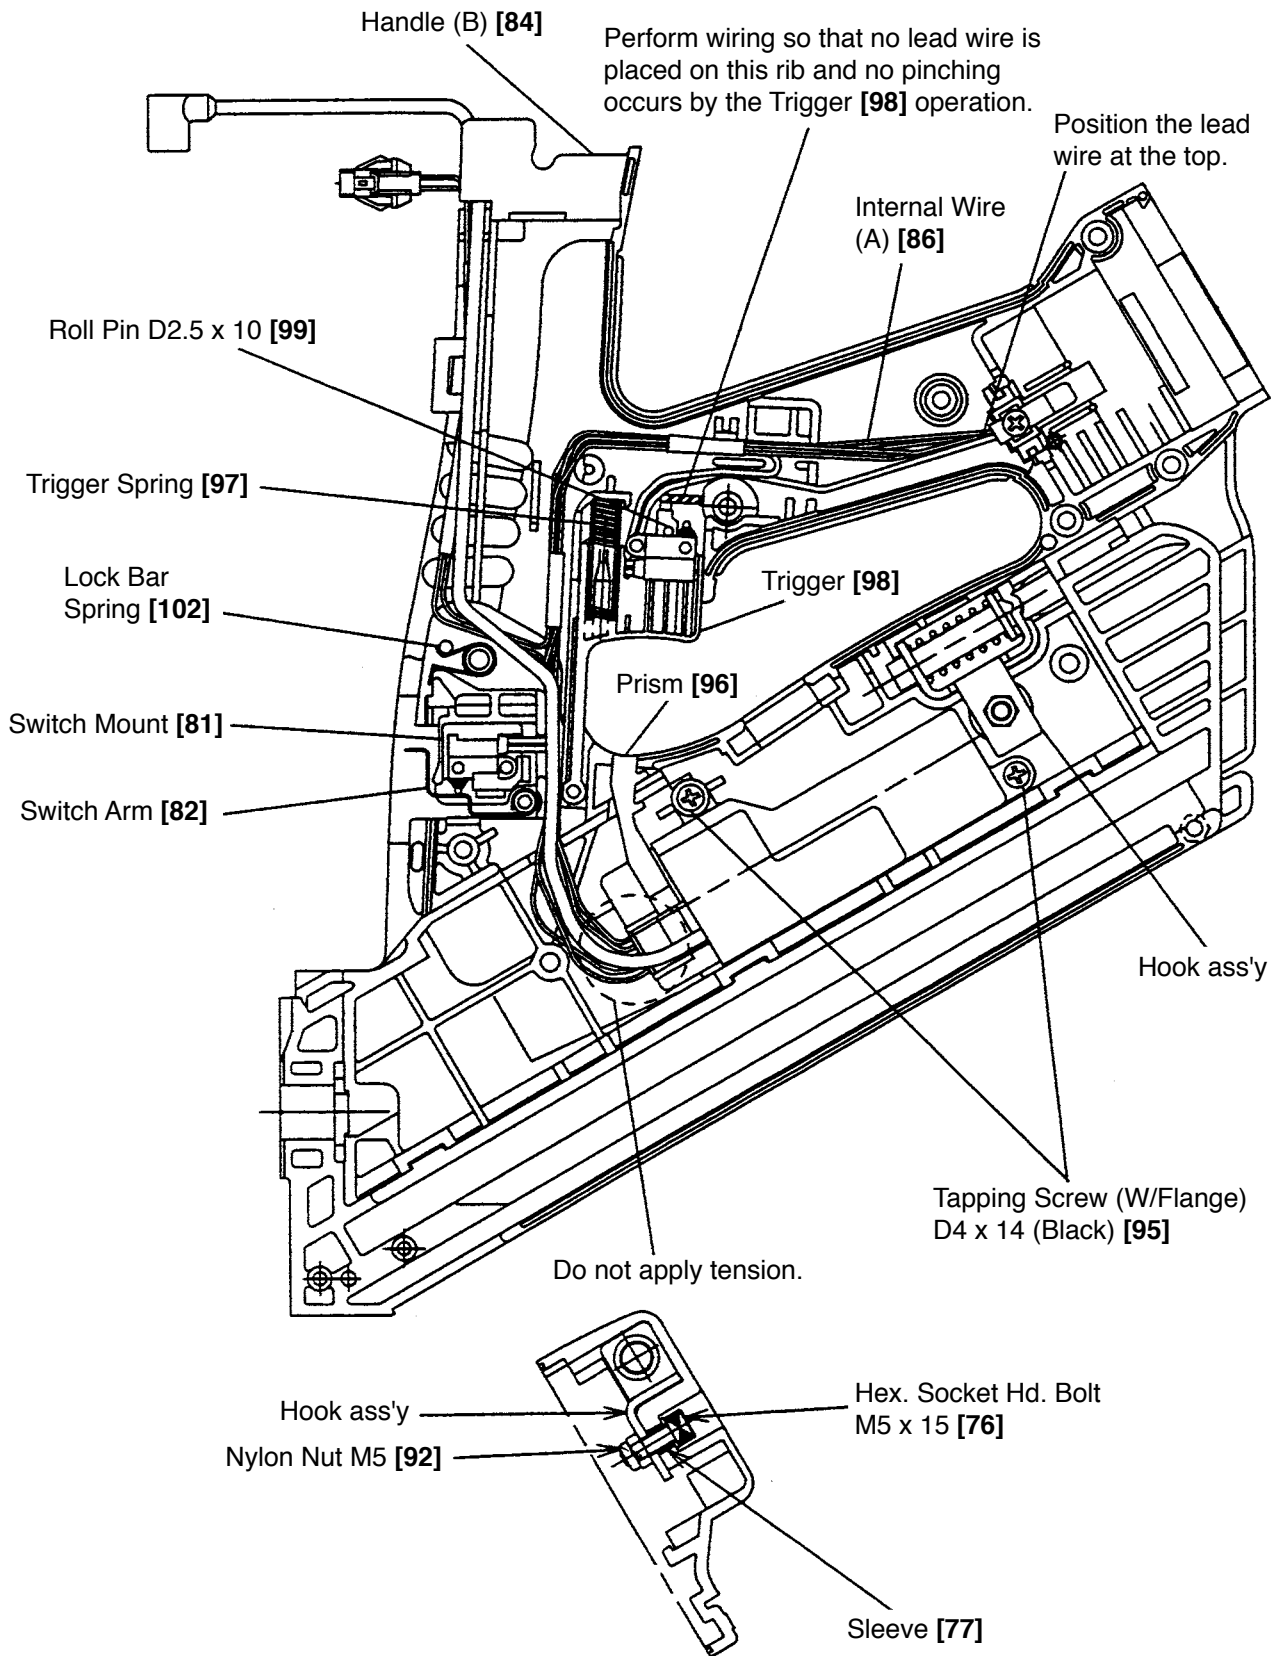 Handle (B) [84]
Perform wiring so that no lead wire is
placed on this rib and no pinching
occurs by the Trigger [98] operation.
Position the lead
wire at the top.
Internal Wire
(A) [86]
Roll Pin D2.5 x 10 [99]
Trigger Spring [97]
Lock Bar
Spring [102]
Trigger [98]
Prism [96]
Switch Mount [81]
Switch Arm [82]
Hook ass'y
Tapping Screw (W/Flange)
D4 x 14 (Black) [95]
Do not apply tension.
Hook ass'y
Hex. Socket Hd. Bolt
M5 x 15 [76]
Nylon Nut M5 [92]
Sleeve [77]